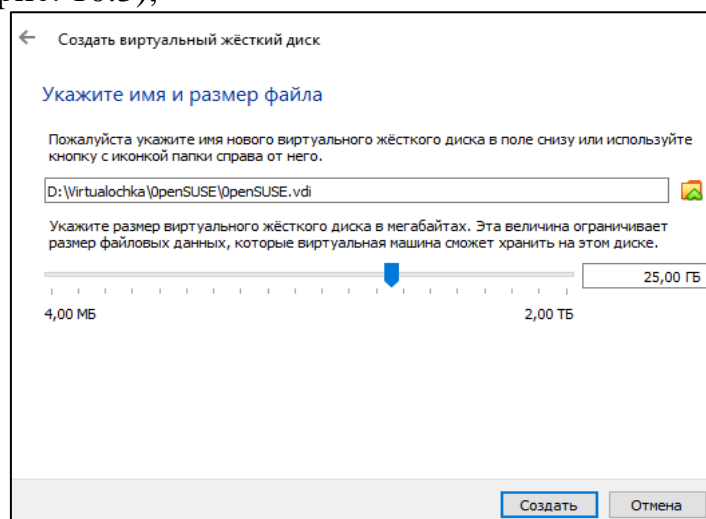 Создать виртуальный жёсткий диск
Укажите имя и размер файла
Пожалуйста укажите имя нового виртуального жёсткого диска в поле снизу или используйте
кнопку с иконкой папки справа от него.
D:\Virtualochka\0penSUSE\0penSUSE.vdi
Укажите размер виртуального жёсткого диска в мегабайтах. Эта величина ограничивает
размер файловых данных, которые виртуальная машина сможет хранить на этом диске.
25,00 ГБ
4,00 МБ 2,00 ТБ
Создать Отмена